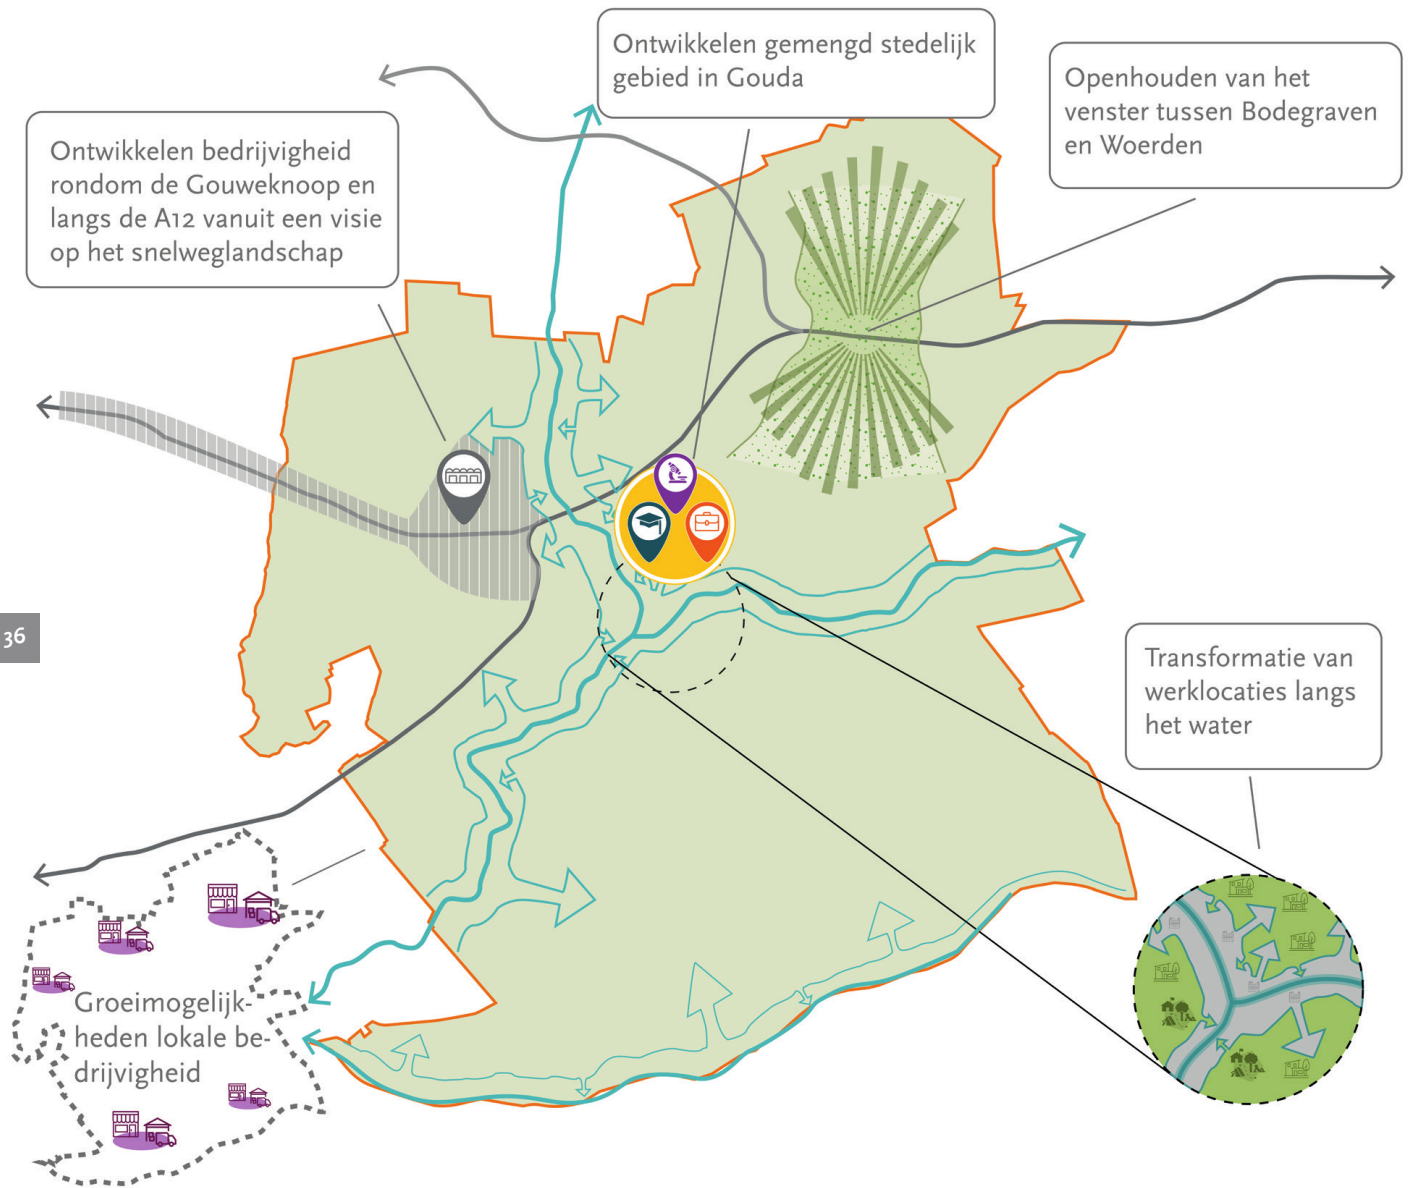 Ontwikkelen gemengd stedelijk
gebied in Gouda
Openhouden van het
venster tussen Bodegraven
en Woerden
Ontwikkelen bedrijvigheid
rondom de Gouweknoop en
langs de A12 vanuit een visie
op het snelweglandschap
36
Transformatie van
werklocaties langs
het water
Groeimogelijk-
heden lokale be-
drijvigheid